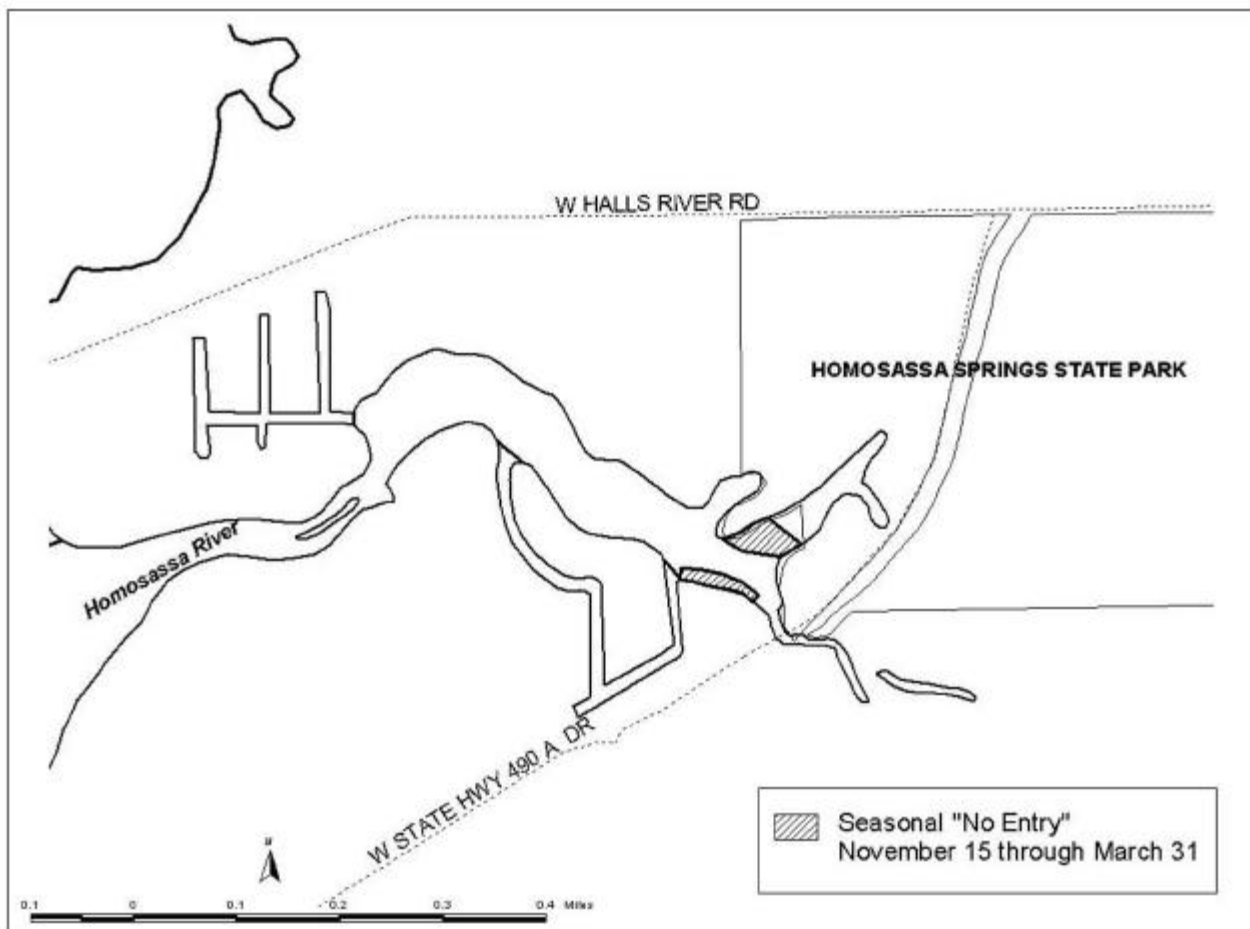 W HALLS RIVER RD
HOMOSASSA SPRINGS STATE PARK
Homosassa River
W STATE HWY 490 A DR
Seasonal "No Entry"
November 15 through March 31
N
0.1 0 0.1 0.2 0.3 0.4 Miles